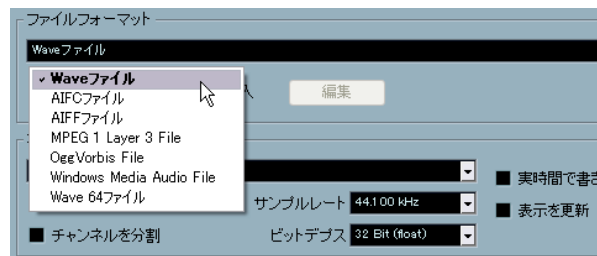 ファイルフォーマット
Waveファイル
✓ Waveファイル
AIFCファイル
AIFFファイル
MPEG 1 Layer 3 File
OggVorbis File
Windows Media Audio File
Wave 64ファイル
編集
実時間で書き
サンプルレート 44.100 kHz
表示を更新
チャンネルを分割
ビットデプス 32 Bit (float)